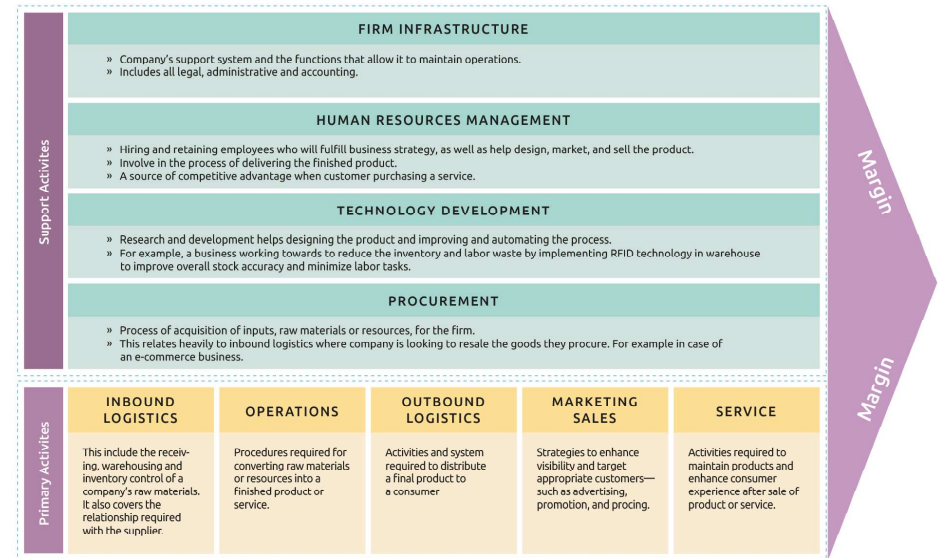 FIRM INFRASTRUCTURE
» Company's support system and the functions that allow it to maintain operations.
» Includes all legal, administrative and accounting.
HUMAN RESOURCES MANAGEMENT
» Hiring and retaining employees who will fulfill business strategy, as well as help design, market, and sell the product.
» Involve in the process of delivering the finished product.
» A source of competitive advantage when customer purchasing a service.
TECHNOLOGY DEVELOPMENT
» Research and development helps designing the product and improving and automating the process.
» For example, a business working towards to reduce the inventory and labor waste by implementing RFID technology in warehouse
to improve overall stock accuracy and minimize labor tasks.
PROCUREMENT
» Process of acquisition of inputs, raw materials or resources, for the firm.
» This relates heavily to inbound logistics where company is looking to resale the goods they procure. For example in case of
an e-commerce business.
Support Activites
Margin
Margin
Primary Activites
INBOUND
LOGISTICS
This include the receiv-
ing, warehousing and
inventory control of a
company's raw materials.
It also covers the
relationship required
with the supplier.
OPERATIONS
Procedures required for
converting raw materials
or resources into a
finished product or
service.
OUTBOUND
LOGISTICS
Activities and system
required to distribute
a final product to
a consumer
MARKETING
SALES
Strategies to enhance
visibility and target
appropriate customers—
such as advertising,
promotion, and procing.
SERVICE
Activities required to
maintain products and
enhance consumer
experience after sale of
product or service.